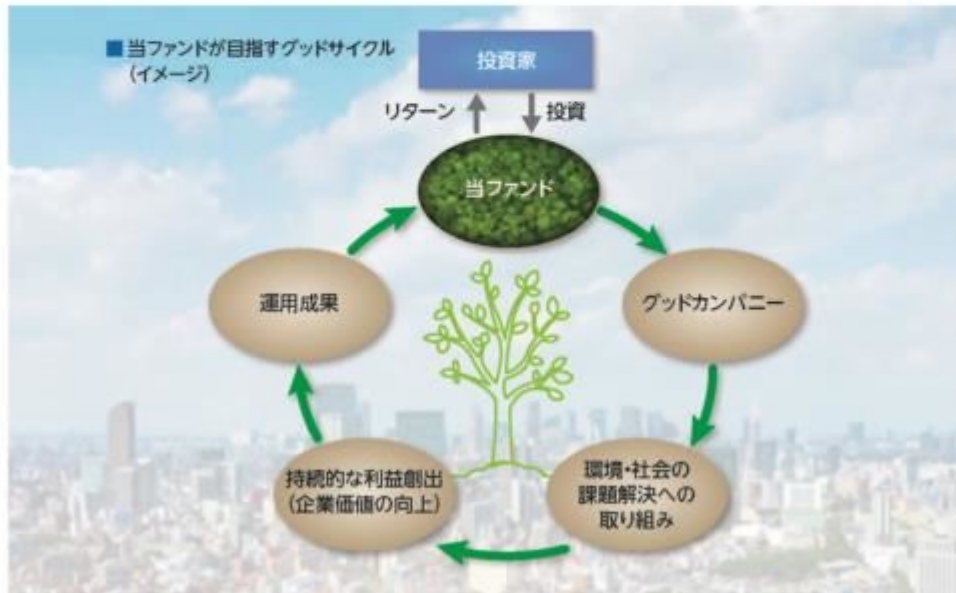 ■当ファンドが目指すグッドサイクル
(イメージ)
投資家
リターン
投資
当ファンド
グッドカンパニー
環境・社会の
課題解決への
取り組み
持続的な利益創出
(企業価値の向上)
運用成果